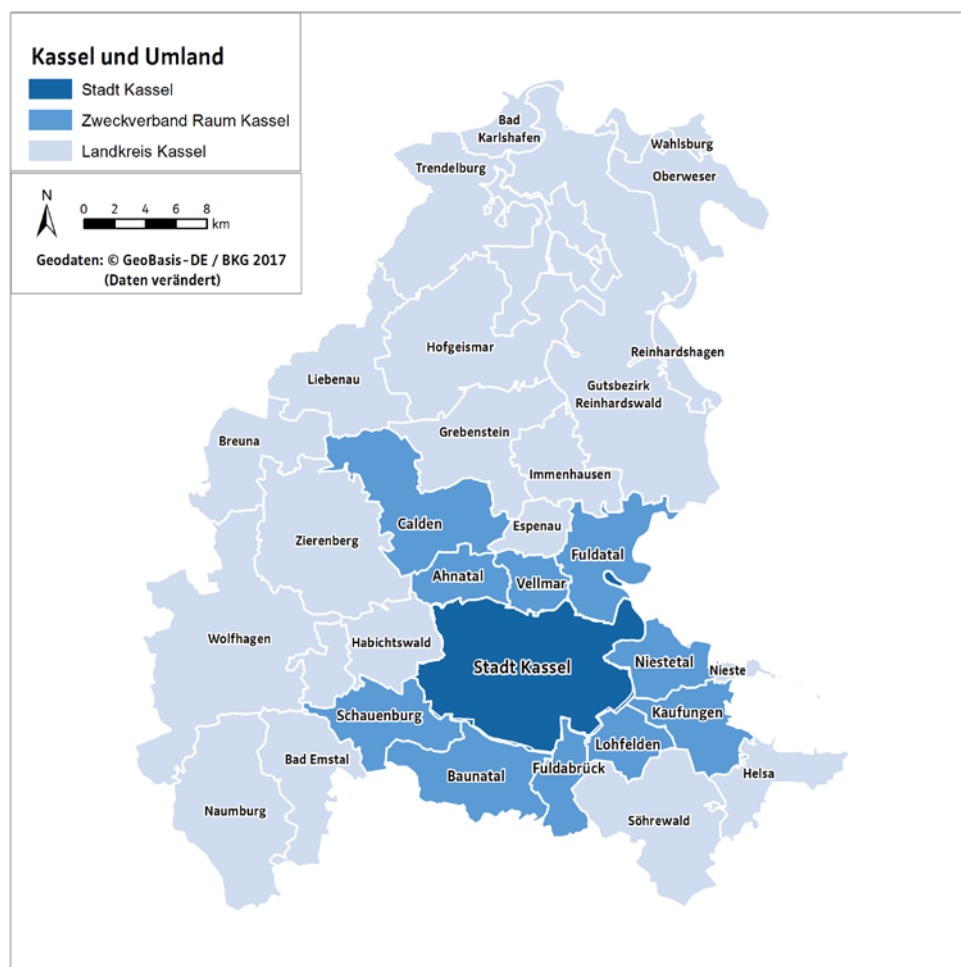 Kassel und Umland
Stadt Kassel
Zweckverband Raum Kassel
Landkreis Kassel
N
0 2 4 6 8
km
Geodaten: © GeoBasis-DE / BKG 2017
(Daten verändert)
Bad
Karlshafen
Wahlsburg
Trendelburg
Oberweser
Hofgeismar
Reinhardshagen
Liebenau
Gutsbezirk
Reinhardswald
Grebenstein
Breuna
Immenhausen
Calden
Espenau
Zierenberg
Fuldatal
Ahnatal
Vellmar
Wolfhagen
Habichtswald
Stadt Kassel
Niestetal
Nieste
Schauenburg
Kaufungen
Lohfelden
Bad Emstal
Baunatal
Fuldabrück
Helsa
Naumburg
Söhrewald